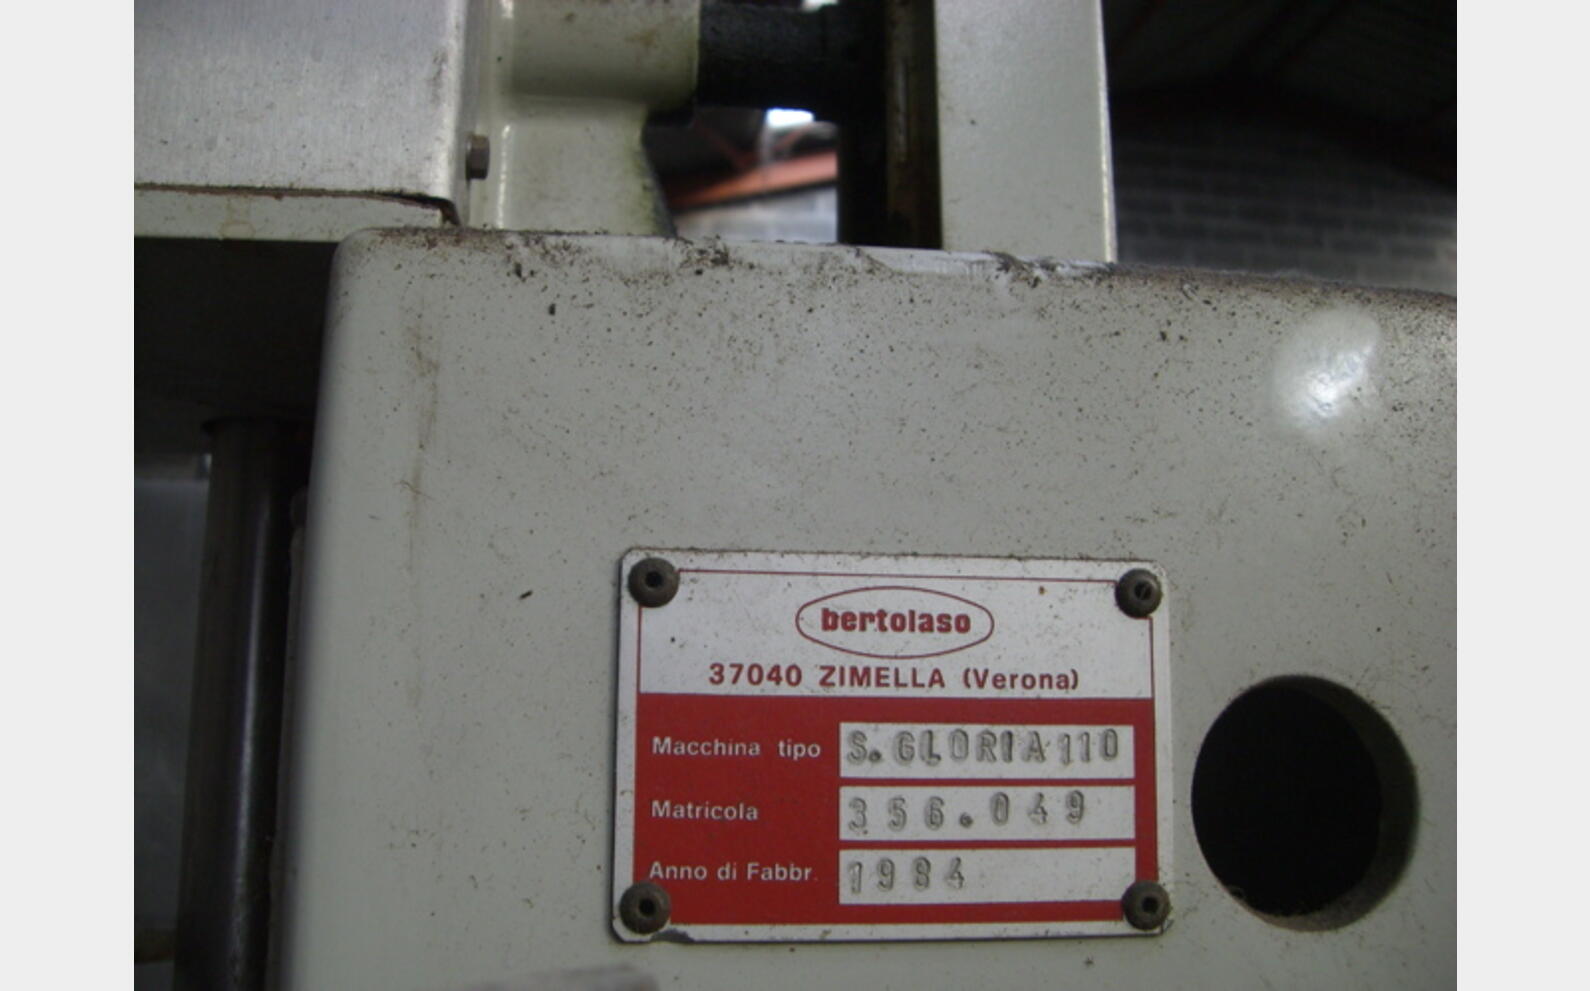 bertolaso
37040 ZIMELLA (Verona)
Macchina tipo S. GLORIA 110
Matricola 356.049
Anno di Fabbr. 1984